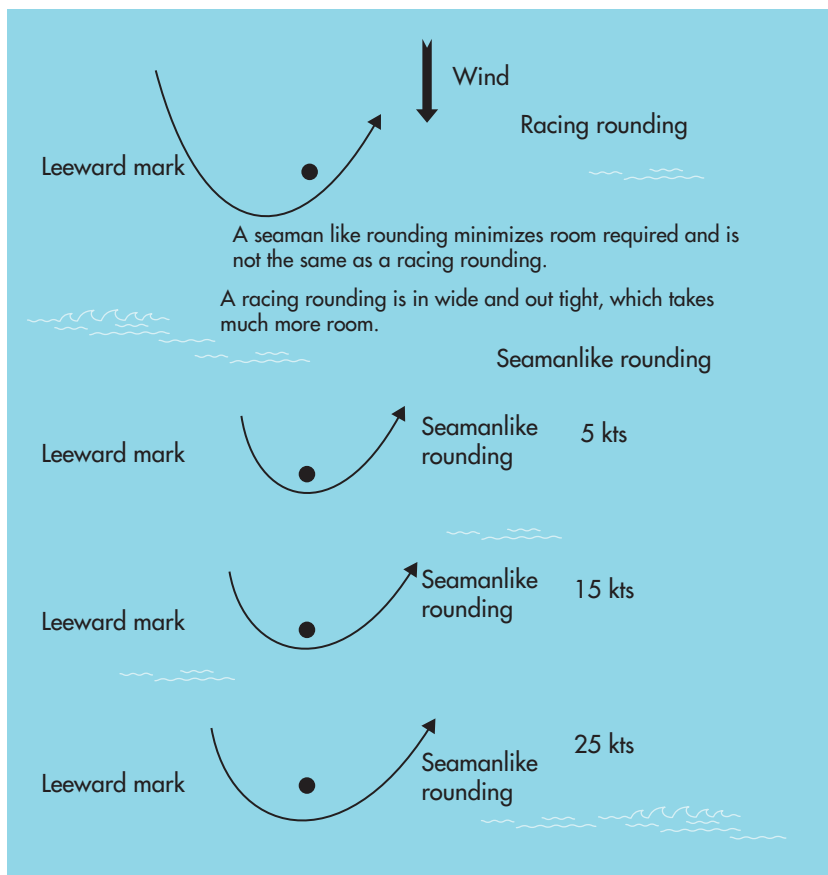 Wind
Racing rounding
Leeward mark
A seaman like rounding minimizes room required and is
not the same as a racing rounding.
A racing rounding is in wide and out tight, which takes
much more room.
Seamanlike rounding
Leeward mark
Seamanlike
rounding
5 kts
Leeward mark
Seamanlike
rounding
15 kts
Leeward mark
Seamanlike
rounding
25 kts